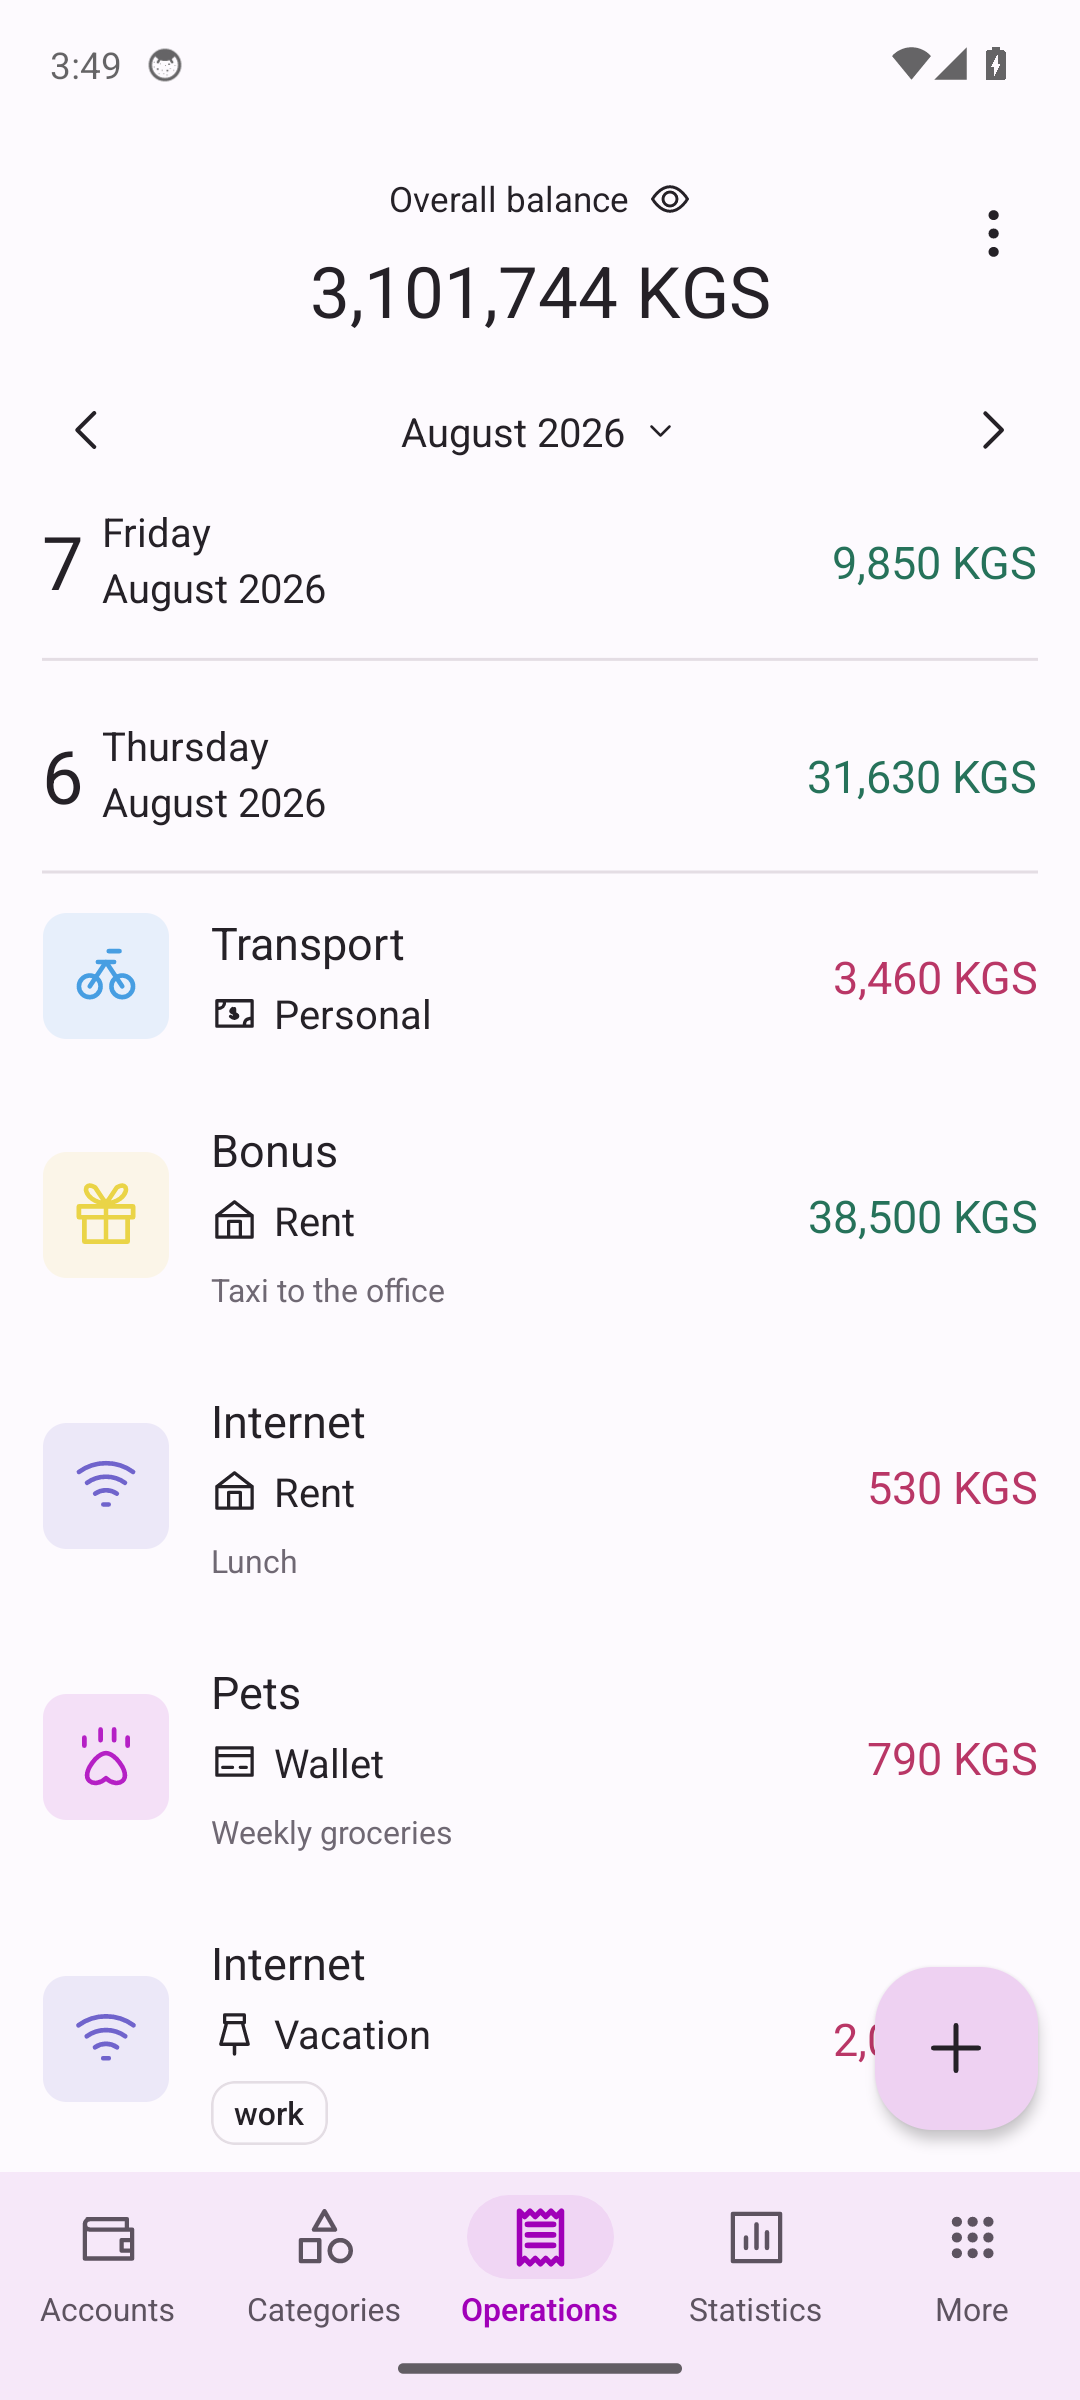 3:49
Overall balance
3,101,744 KGS
August 2026
7
Friday
August 2026
9,850 KGS
6
Thursday
August 2026
31,630 KGS
Transport
Personal
3,460 KGS
Bonus
Rent
Taxi to the office
38,500 KGS
Internet
Rent
Lunch
530 KGS
Pets
Wallet
Weekly groceries
790 KGS
Internet
Vacation
work
Accounts
Categories
Operations
Statistics
More